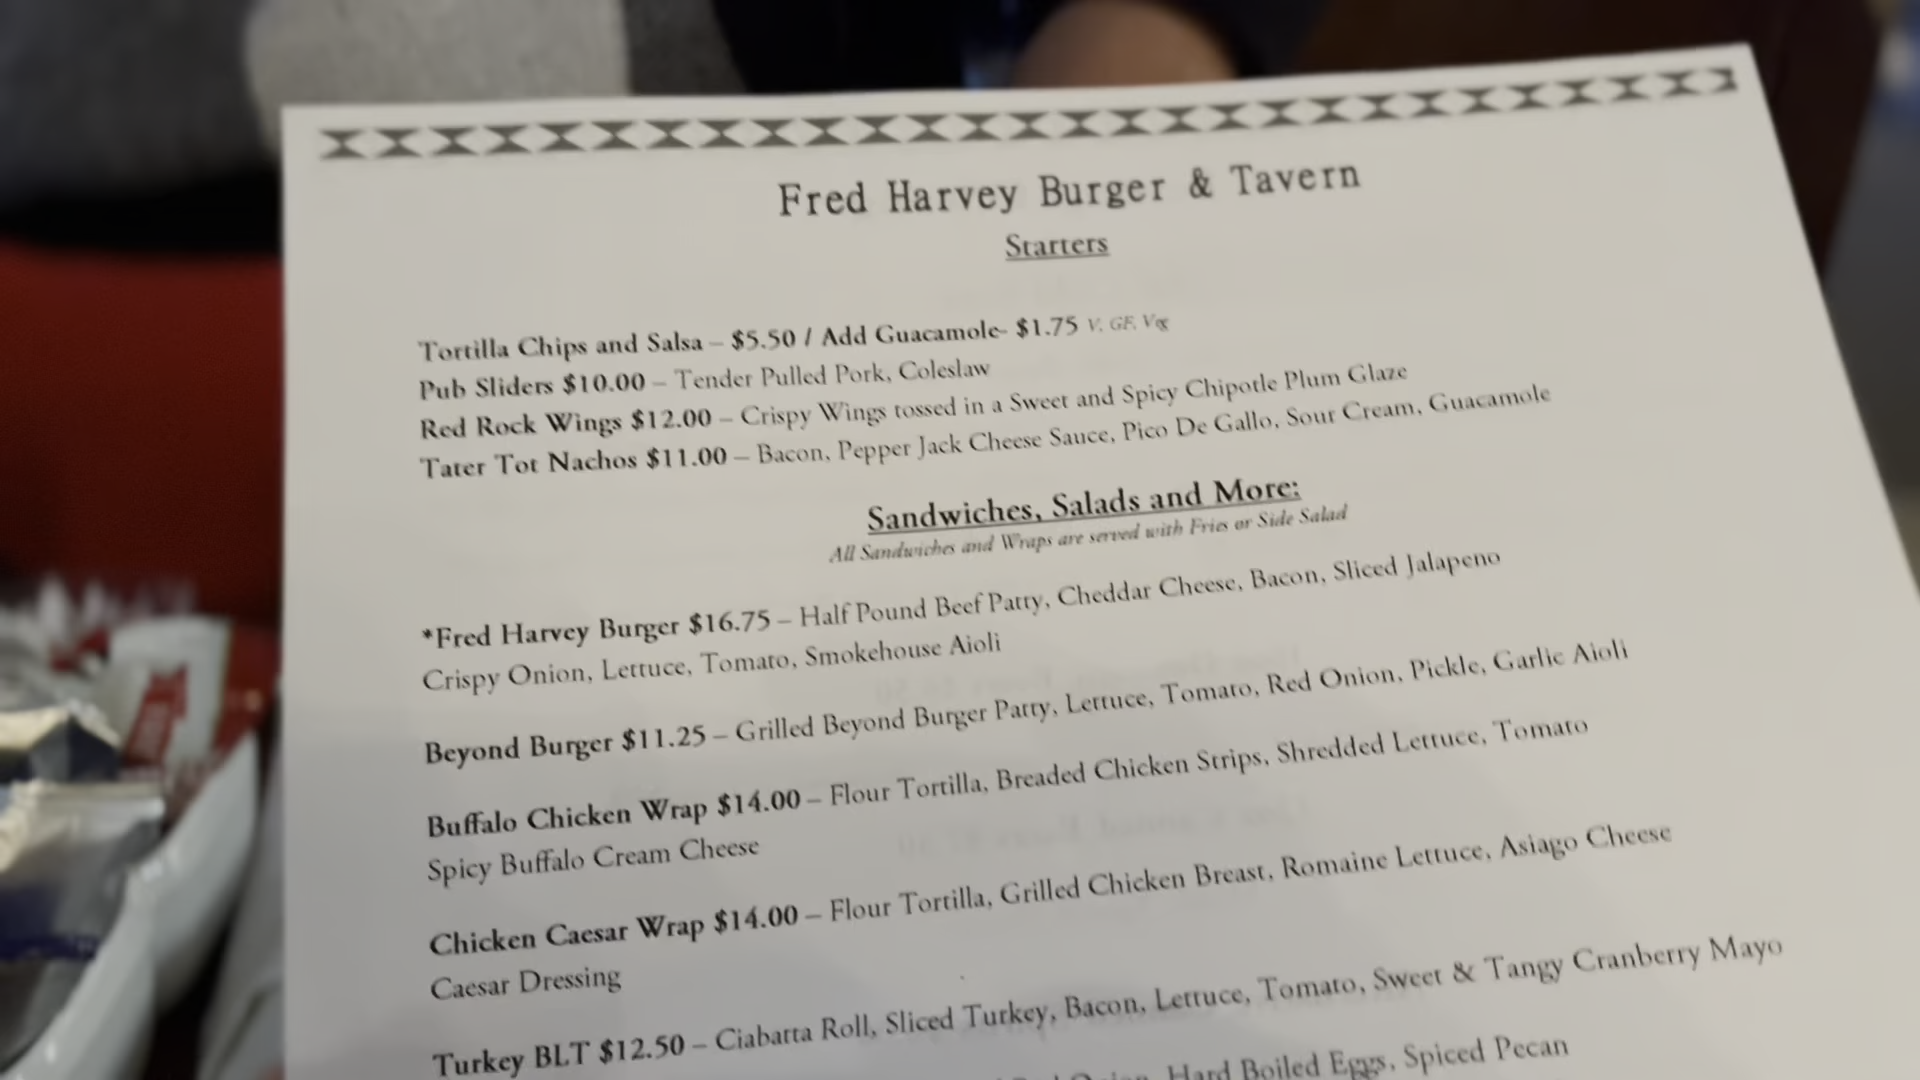 Fred Harvey Burger & Tavern
Starters
Tortilla Chips and Salsa – $5.50 / Add Guacamole- $1.75 V. GF. Veg
Pub Sliders $10.00 – Tender Pulled Pork, Coleslaw
Red Rock Wings $12.00 – Crispy Wings tossed in a Sweet and Spicy Chipotle Plum Glaze
Tater Tot Nachos $11.00 – Bacon, Pepper Jack Cheese Sauce, Pico De Gallo, Sour Cream, Guacamole
Sandwiches, Salads and More:
All Sandwiches and Wraps are served with Fries or Side Salad
*Fred Harvey Burger $16.75 – Half Pound Beef Patty, Cheddar Cheese, Bacon, Sliced Jalapeno
Crispy Onion, Lettuce, Tomato, Smokehouse Aioli
Beyond Burger $11.25 – Grilled Beyond Burger Patty, Lettuce, Tomato, Red Onion, Pickle, Garlic Aioli
Buffalo Chicken Wrap $14.00 – Flour Tortilla, Breaded Chicken Strips, Shredded Lettuce, Tomato
Spicy Buffalo Cream Cheese
Chicken Caesar Wrap $14.00 – Flour Tortilla, Grilled Chicken Breast, Romaine Lettuce, Asiago Cheese
Caesar Dressing
Turkey BLT $12.50 – Ciabatta Roll, Sliced Turkey, Bacon, Lettuce, Tomato, Sweet & Tangy Cranberry Mayo
Hard Boiled Eggs, Spiced Pecan